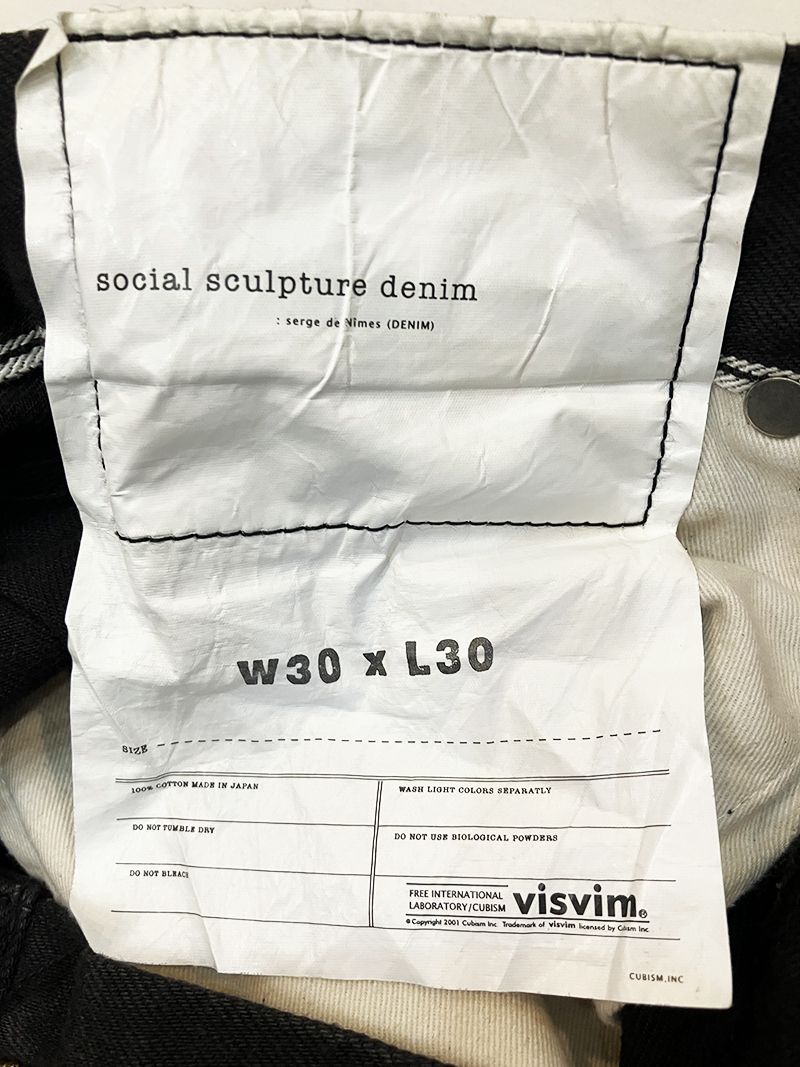 social sculpture denim
: serge de Nîmes (DENIM)
W30 x L30
SIZE
100% COTTON MADE IN JAPAN
WASH LIGHT COLORS SEPARATLY
DO NOT TUMBLE DRY
DO NOT USE BIOLOGICAL POWDERS
DO NOT BLEACH
FREE INTERNATIONAL
LABORATORY/CUBISM
visvim®
©Copyright 2001 Cubism Inc. Trademark of visvim licensed by Cubism Inc.
CUBISM.INC